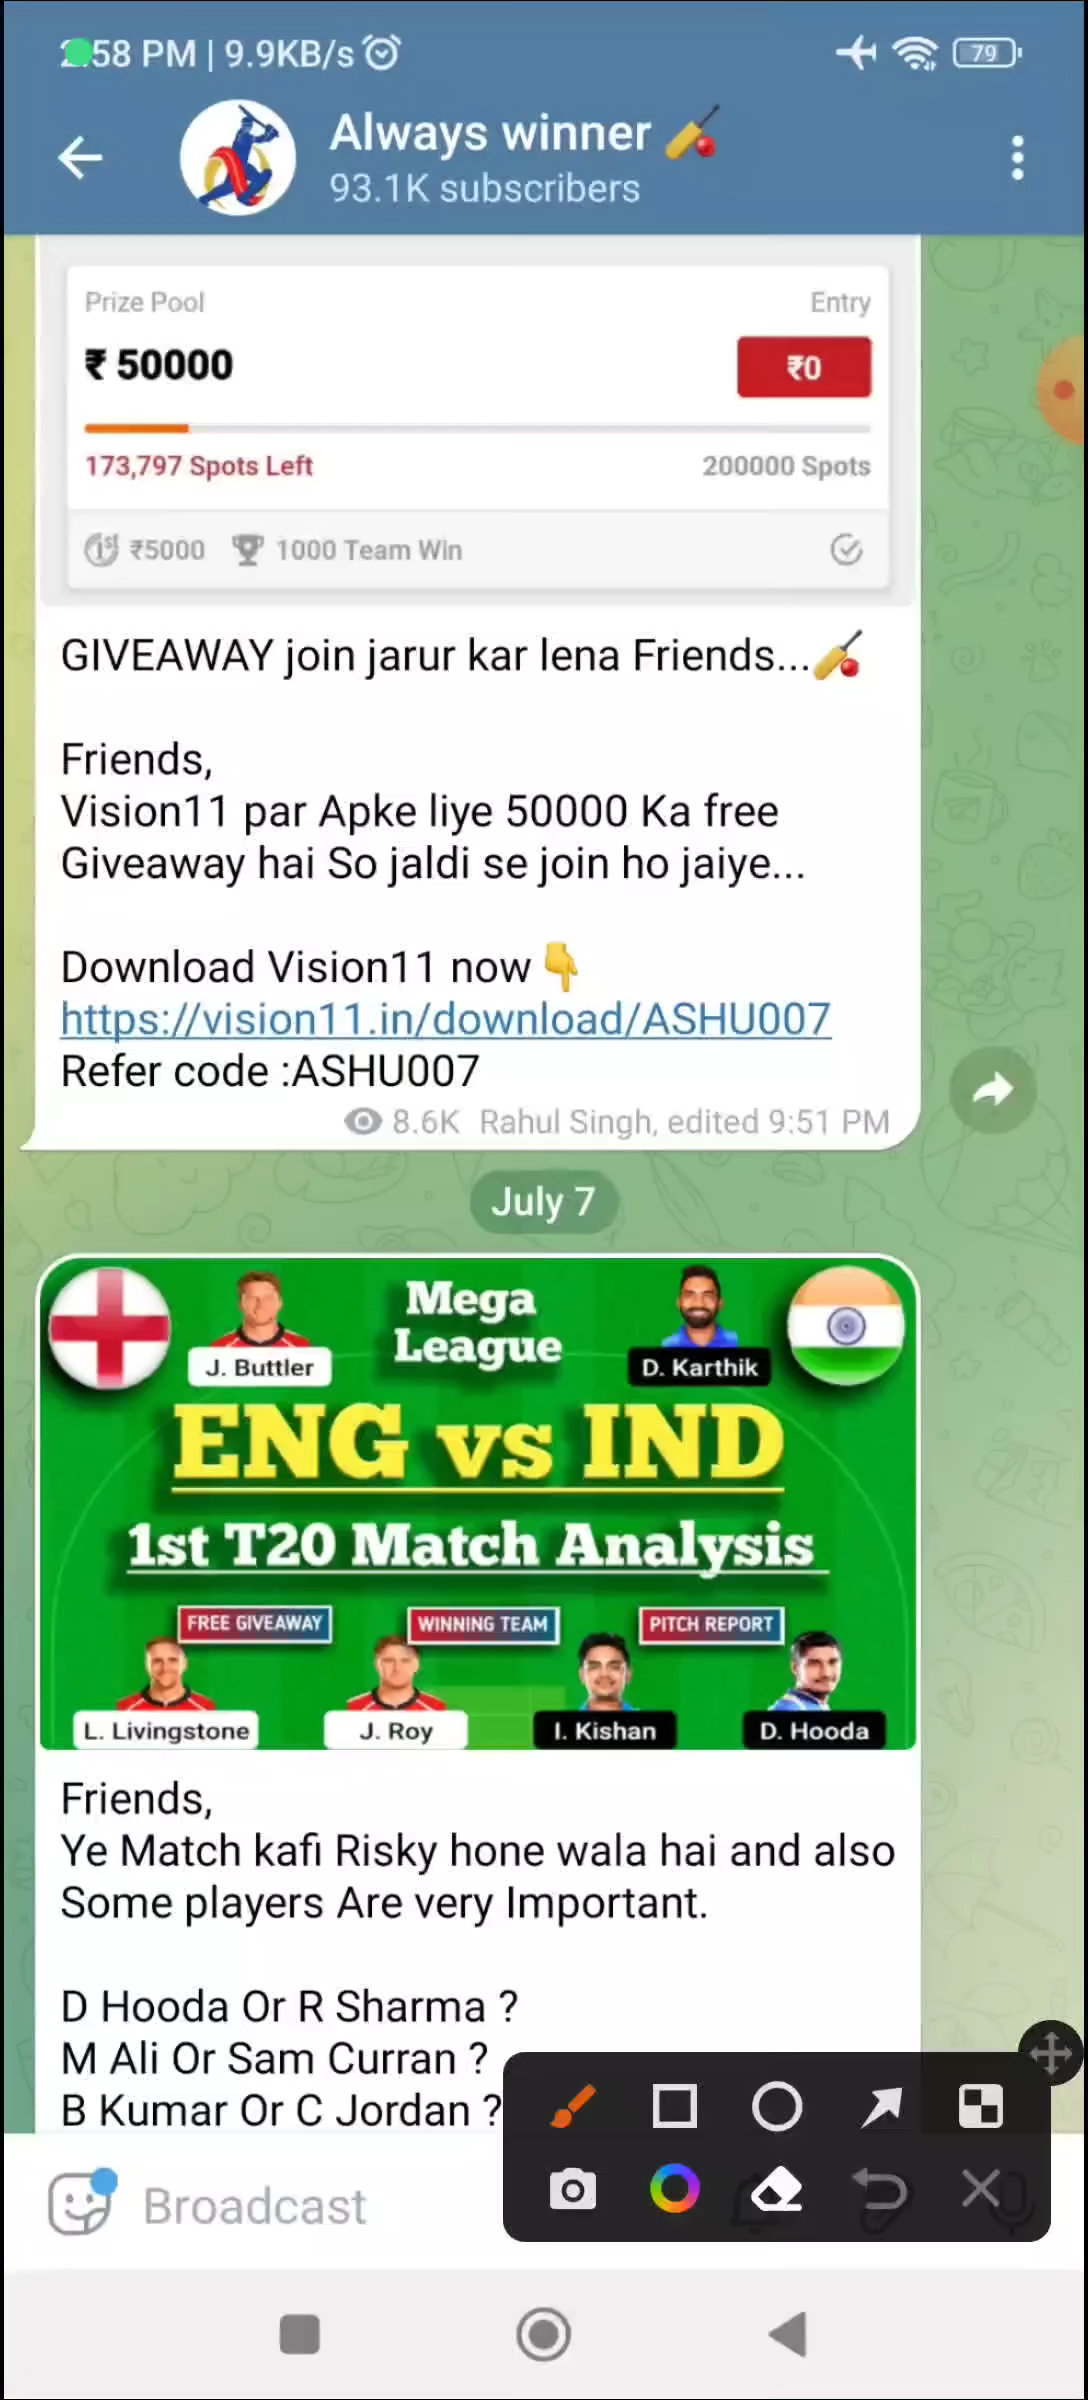 58 PM | 9.9KB/s
79
Always winner
93.1K subscribers
Prize Pool
Entry
₹ 50000
₹0
173,797 Spots Left
200000 Spots
1st ₹5000 1000 Team Win
GIVEAWAY join jarur kar lena Friends...
Friends,
Vision11 par Apke liye 50000 Ka free
Giveaway hai So jaldi se join ho jaiye...
Download Vision11 now
https://vision11.in/download/ASHU007
Refer code :ASHU007
8.6K Rahul Singh, edited 9:51 PM
July 7
Mega
League
J. Buttler
D. Karthik
ENG vs IND
1st T20 Match Analysis
FREE GIVEAWAY
WINNING TEAM
PITCH REPORT
L. Livingstone
J. Roy
I. Kishan
D. Hooda
Friends,
Ye Match kafi Risky hone wala hai and also
Some players Are very Important.
D Hooda Or R Sharma ?
M Ali Or Sam Curran ?
B Kumar Or C Jordan ?
Broadcast